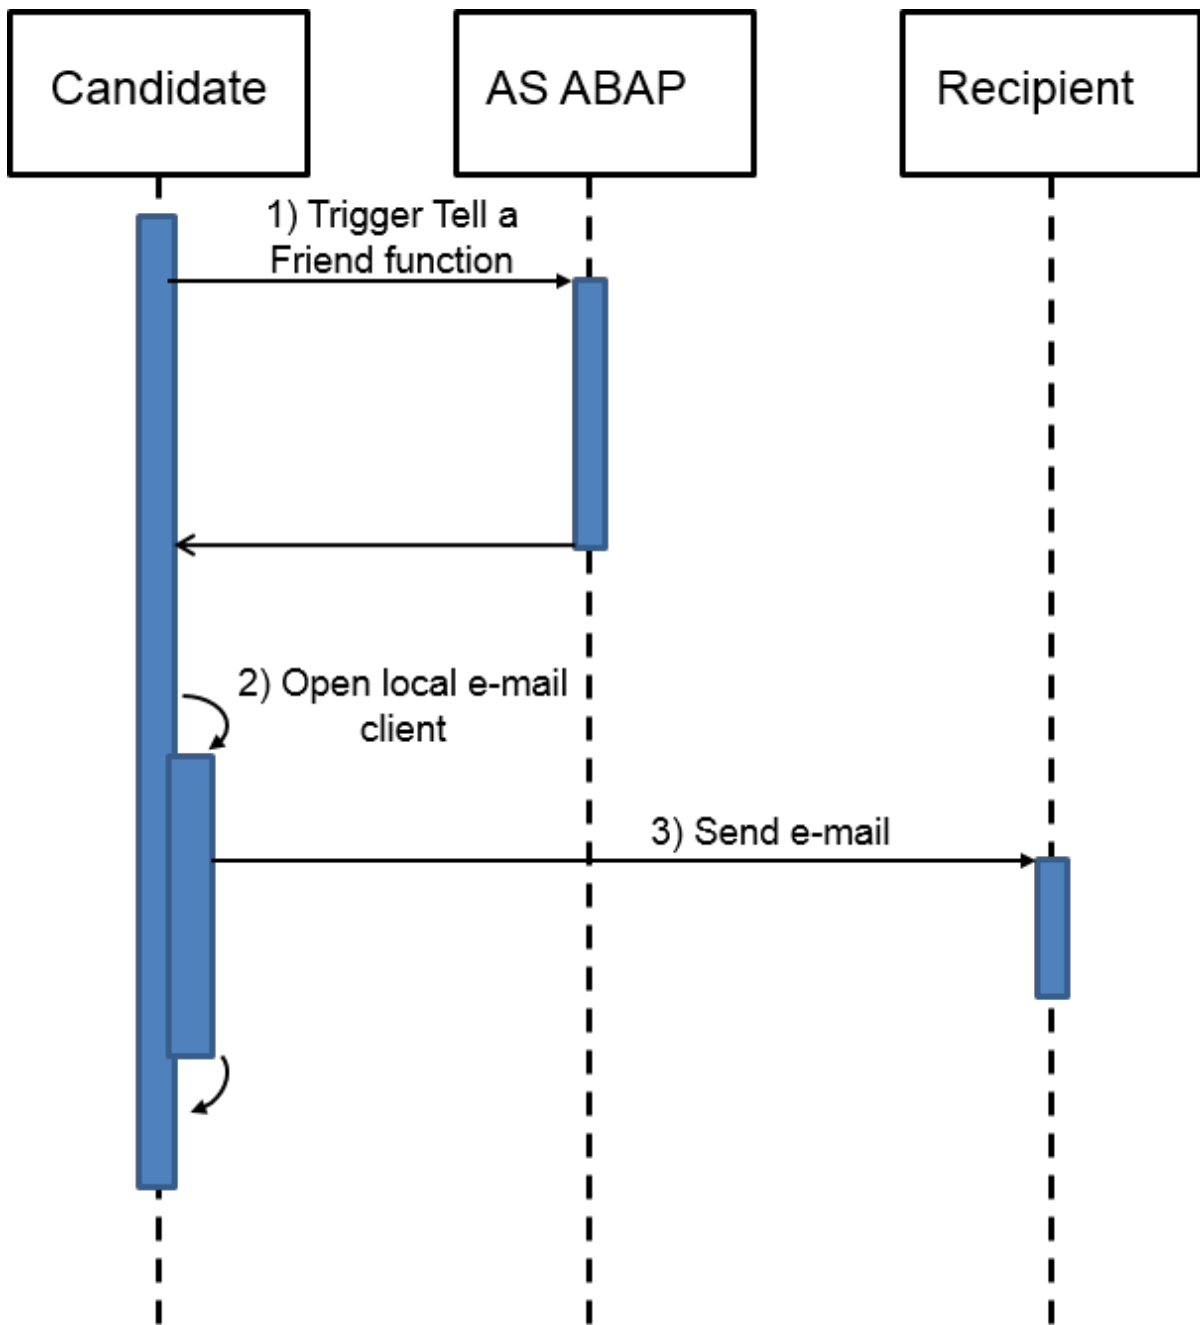 Candidate
AS ABAP
Recipient
1) Trigger Tell a
Friend function
2) Open local e-mail
client
3) Send e-mail